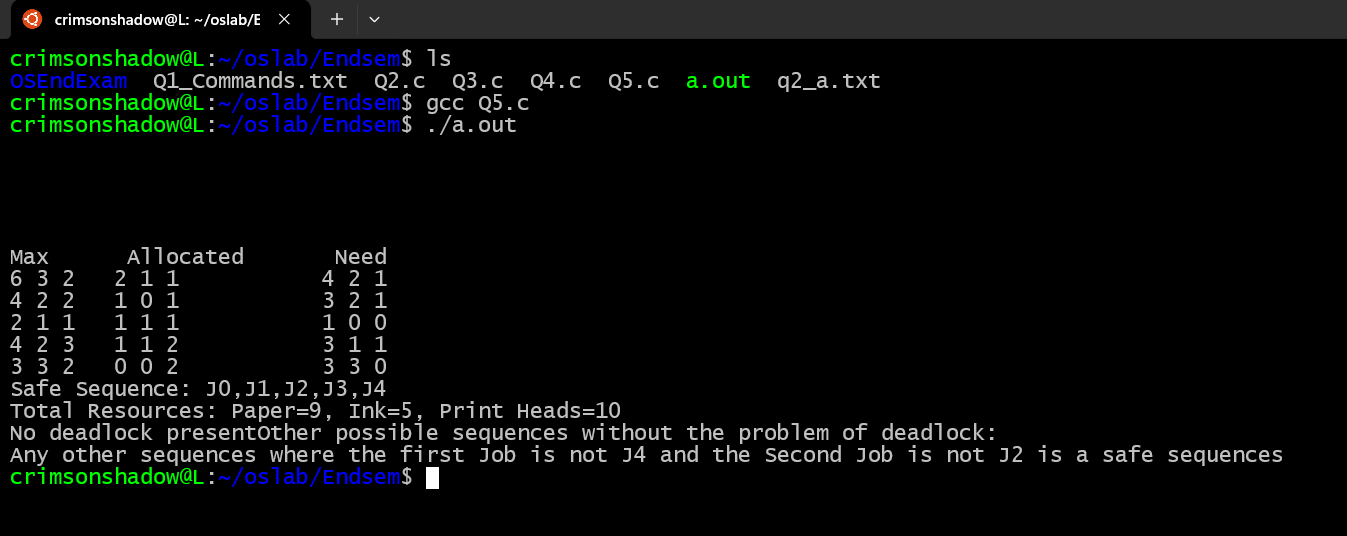 crimsonshadow@L: ~/oslab/E
crimsonshadow@L:~/oslab/Endsem$ ls
OSEndExam  Q1_Commands.txt  Q2.c  Q3.c  Q4.c  Q5.c  a.out  q2_a.txt
crimsonshadow@L:~/oslab/Endsem$ gcc Q5.c
crimsonshadow@L:~/oslab/Endsem$ ./a.out
Max      Allocated       Need
6 3 2   2 1 1           4 2 1
4 2 2   1 0 1           3 2 1
2 1 1   1 1 1           1 0 0
4 2 3   1 1 2           3 1 1
3 3 2   0 0 2           3 3 0
Safe Sequence: J0,J1,J2,J3,J4
Total Resources: Paper=9, Ink=5, Print Heads=10
No deadlock presentOther possible sequences without the problem of deadlock:
Any other sequences where the first Job is not J4 and the Second Job is not J2 is a safe sequences
crimsonshadow@L:~/oslab/Endsem$